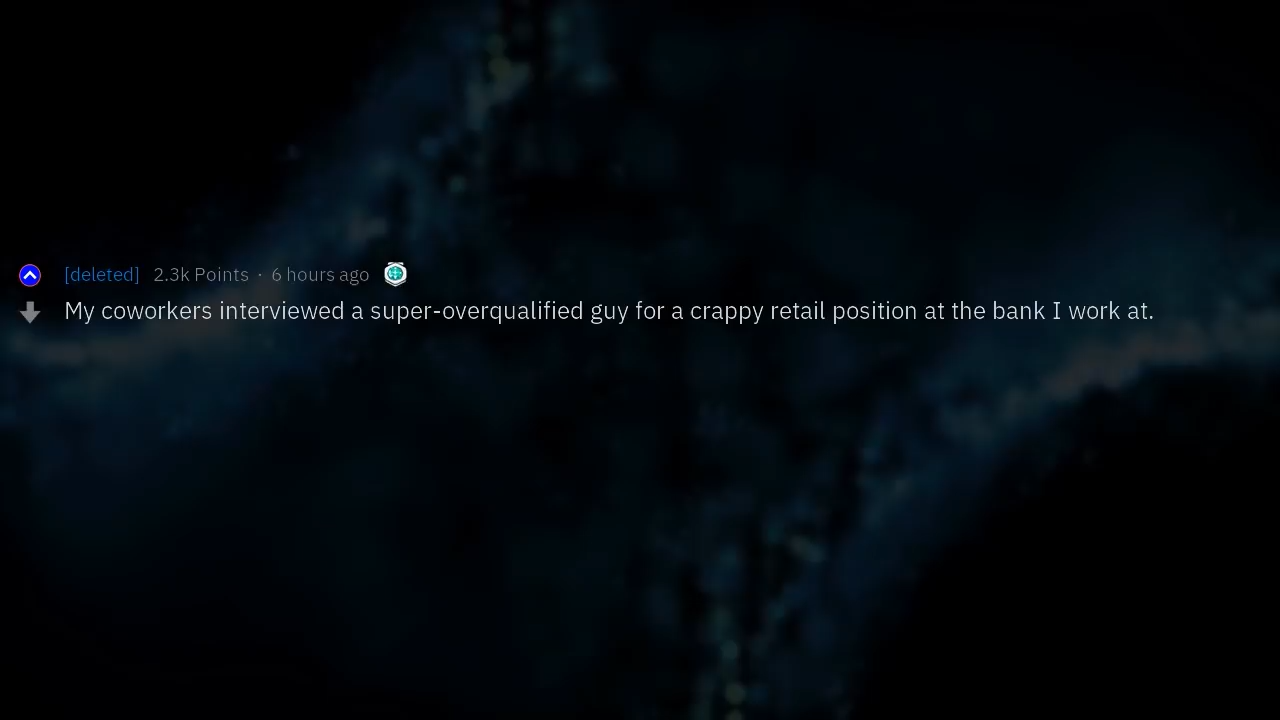 [deleted] 2.3k Points · 6 hours ago
My coworkers interviewed a super-overqualified guy for a crappy retail position at the bank I work at.